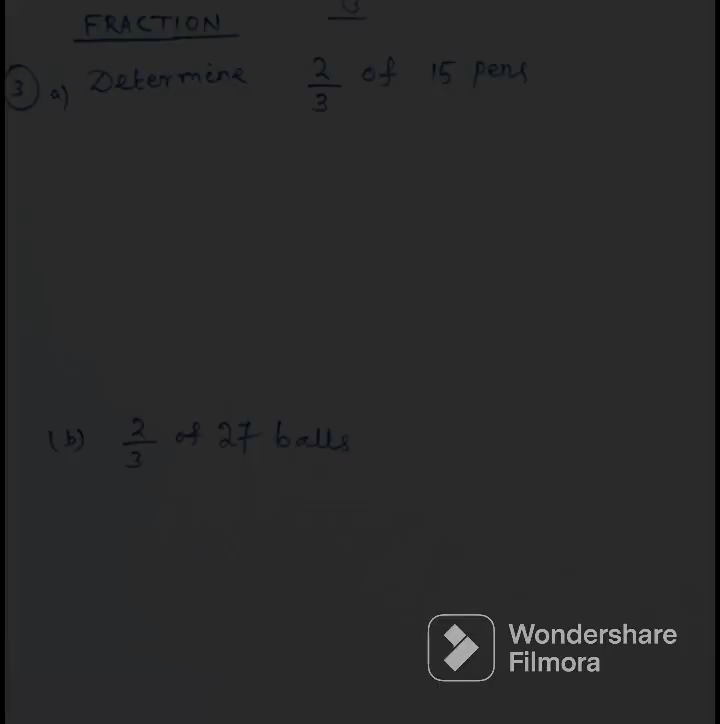 FRACTION
3 a) Determine 2/3 of 15 pens
(b) 2/3 of 27 balls
Wondershare
Filmora